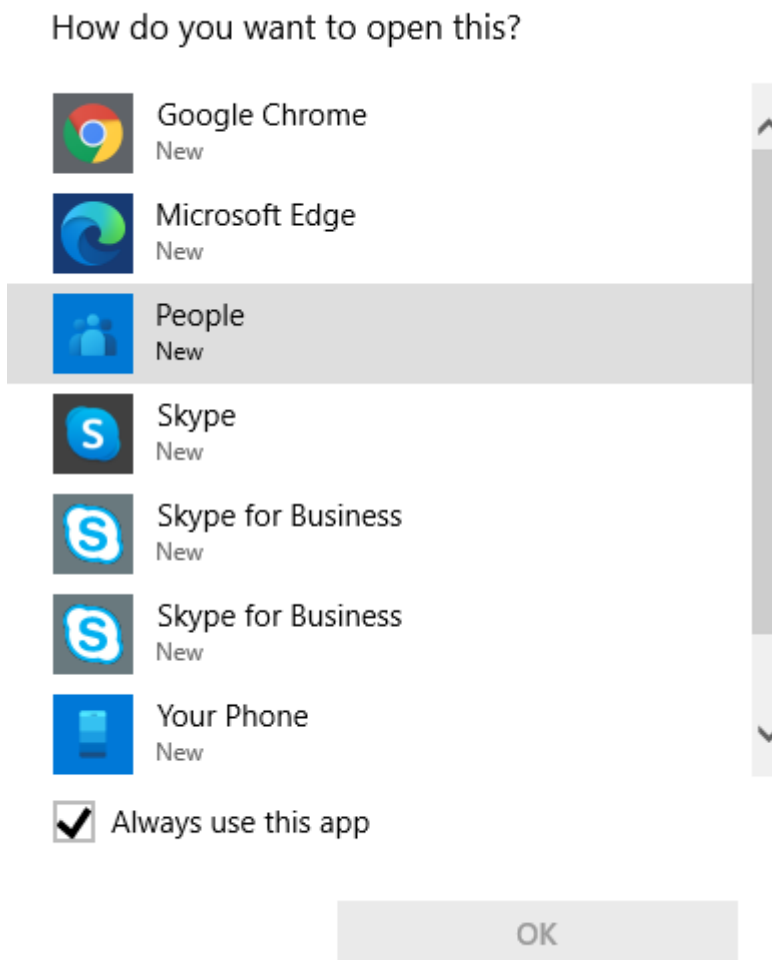 How do you want to open this?
Google Chrome
New
Microsoft Edge
New
People
New
Skype
New
Skype for Business
New
Skype for Business
New
Your Phone
New
Always use this app
OK